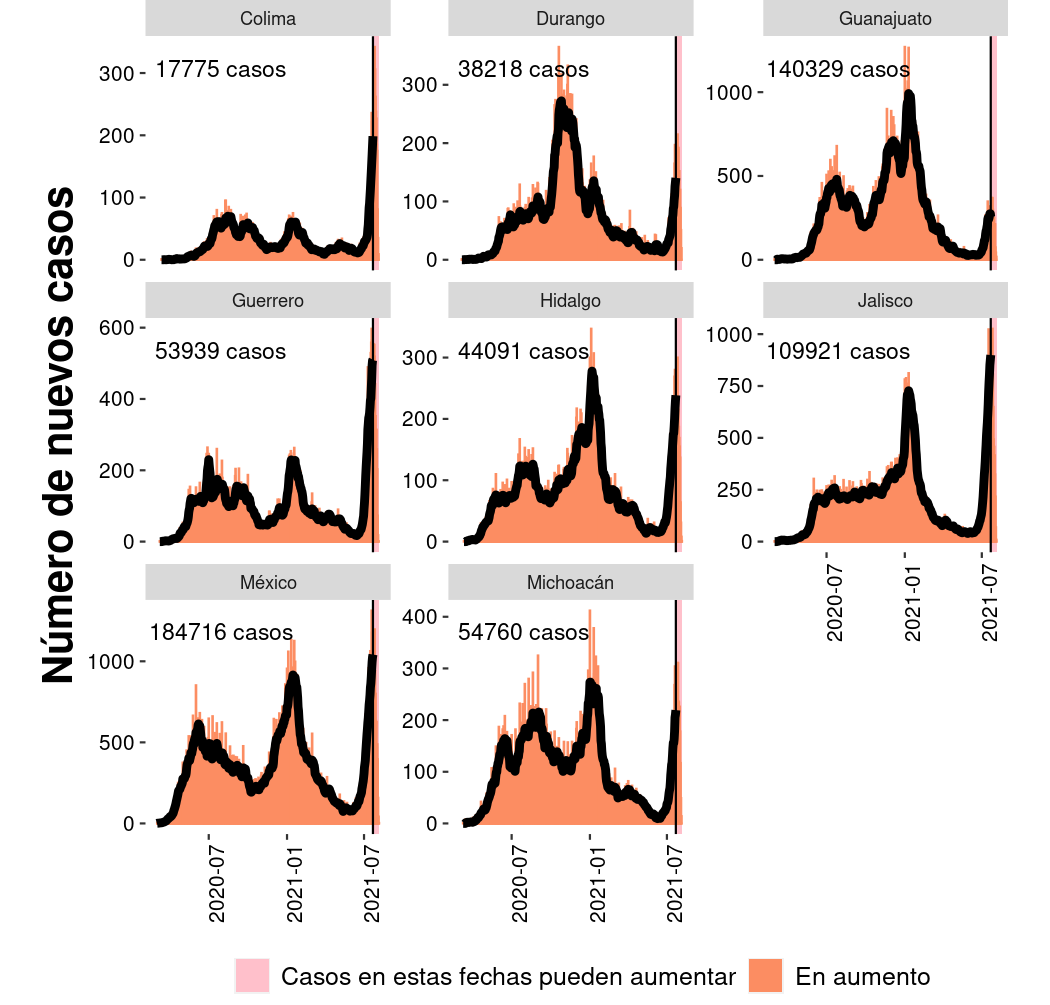 Número de nuevos casos
Colima
17775 casos
300
200
100
0
Durango
38218 casos
300
200
100
0
Guanajuato
140329 casos
1000
500
0
Guerrero
53939 casos
600
400
200
0
Hidalgo
44091 casos
300
200
100
0
Jalisco
109921 casos
1000
750
500
250
0
2020-07
2021-01
2021-07
México
184716 casos
1000
500
0
2020-07
2021-01
2021-07
Michoacán
54760 casos
400
300
200
100
0
2020-07
2021-01
2021-07
Casos en estas fechas pueden aumentar
En aumento